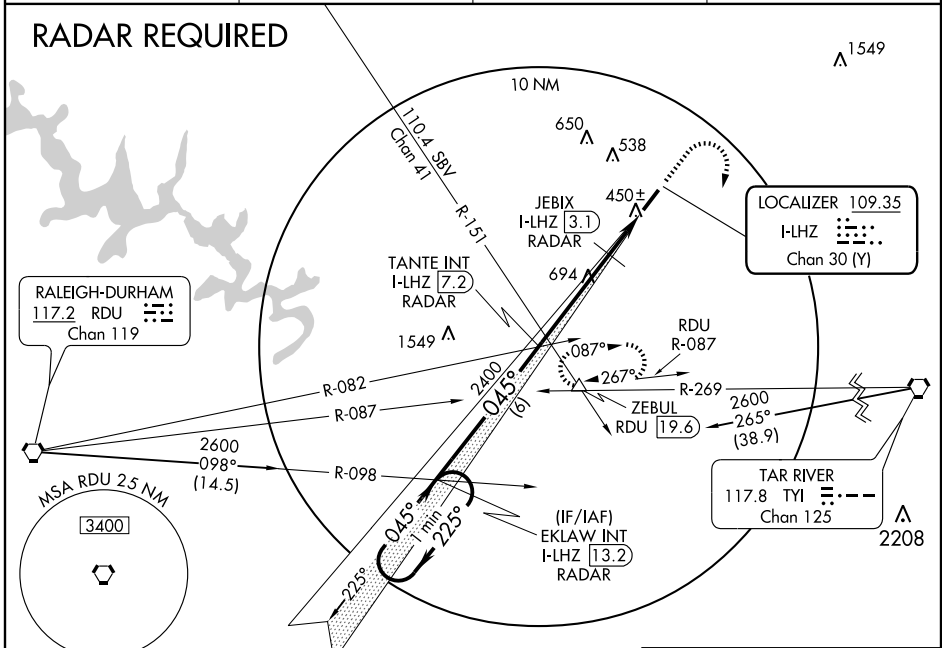 RADAR REQUIRED
1549
10 NM
110.4 SBV
Chan 41
R-151
650
538
450±
JEBIX
I-LHZ 3.1
RADAR
LOCALIZER 109.35
I-LHZ
Chan 30 (Y)
TANTE INT
I-LHZ 7.2
RADAR
694
RALEIGH-DURHAM
117.2 RDU
Chan 119
1549
RDU
R-087
087°
267°
R-082
R-087
2400
045°
(6)
R-269
2600
265°
(38.9)
ZEBUL
RDU 19.6
2600
098°
(14.5)
R-098
TAR RIVER
117.8 TYI
Chan 125
2208
MSA RDU 25 NM
3400
045°
1 min
225°
225°
(IF/IAF)
EKLAW INT
I-LHZ 13.2
RADAR